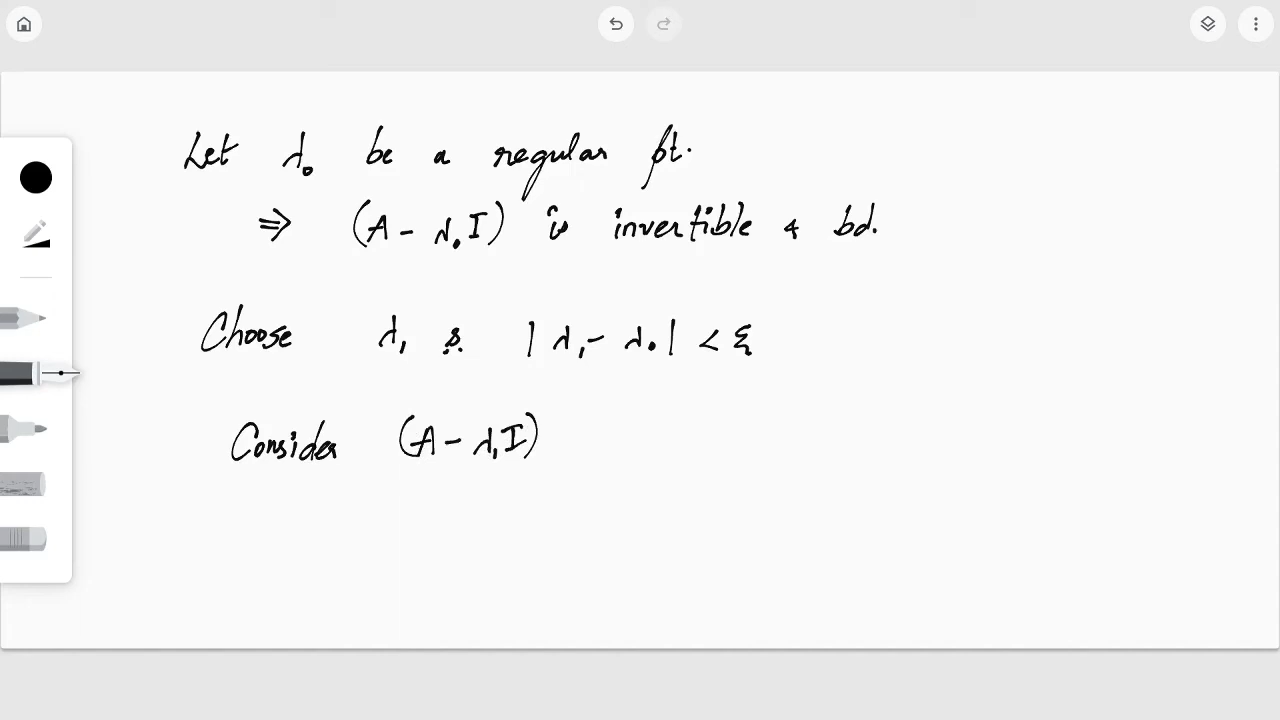 Let λ₀ be a regular pt.
⇒ (A - λ₀I) is invertible & bd.
Choose λ₁ s.t. |λ₁ - λ₀| < ξ
Consider (A - λ₁I)